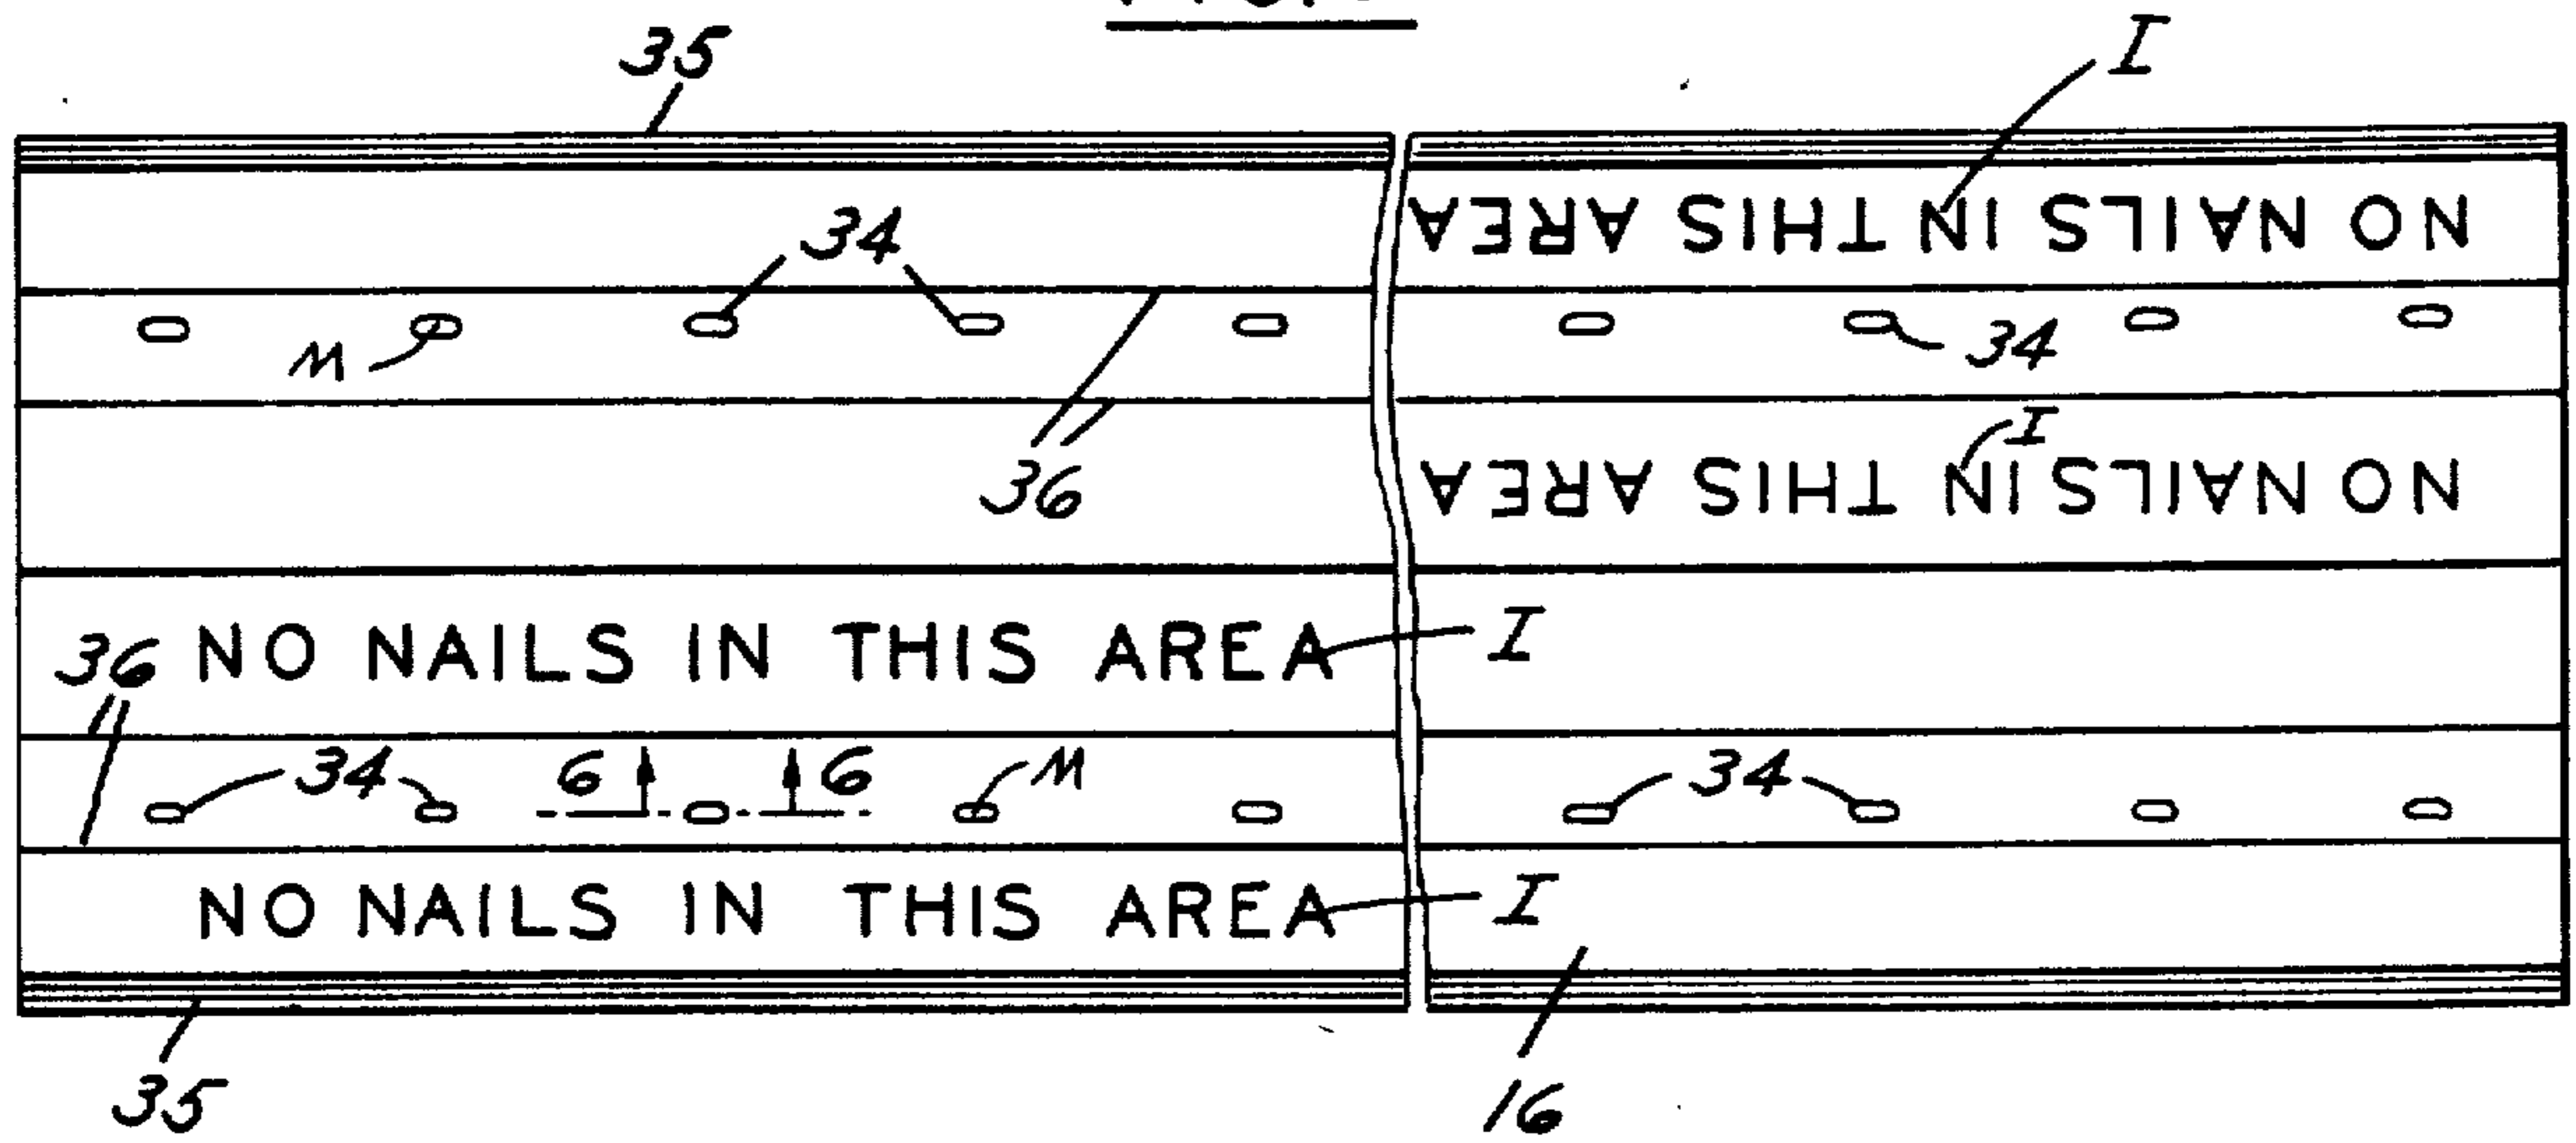 35
I
NO NAILS IN THIS AREA
34
M
34
I
36
NO NAILS IN THIS AREA
36 NO NAILS IN THIS AREA I
34 6 6 M 34
NO NAILS IN THIS AREA I
35
16